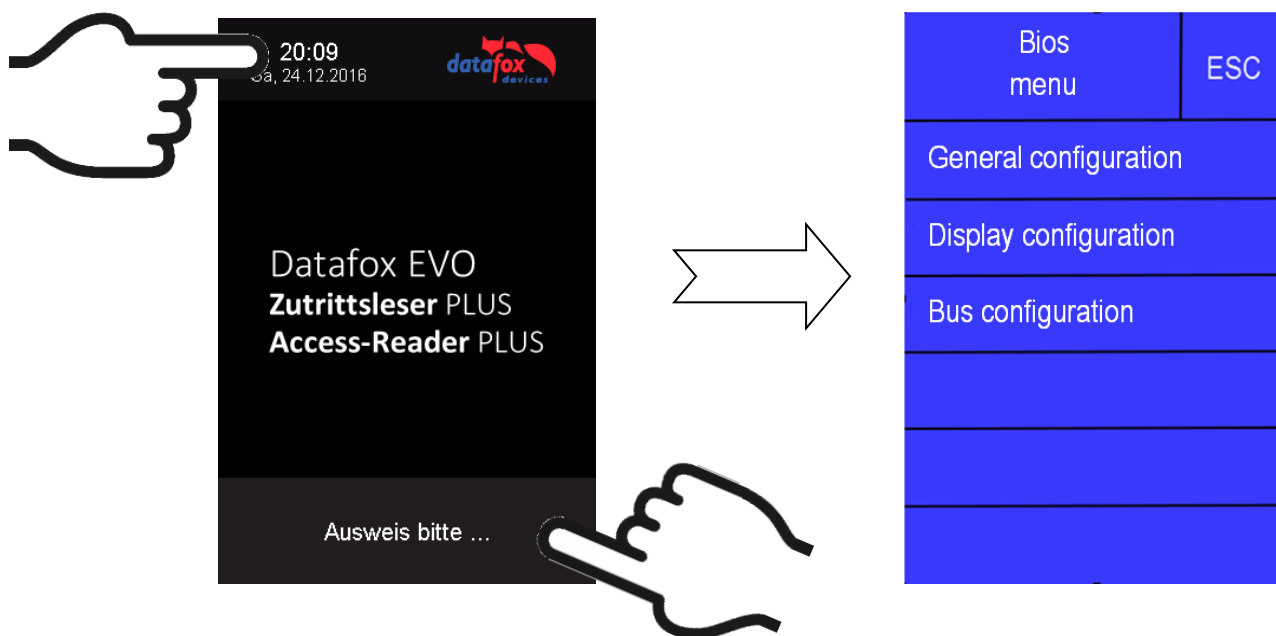 20:09
Sa, 24.12.2016
datafox
devices
Datafox EVO
Zutrittsleser PLUS
Access-Reader PLUS
Ausweis bitte ...
Bios
menu
ESC
General configuration
Display configuration
Bus configuration